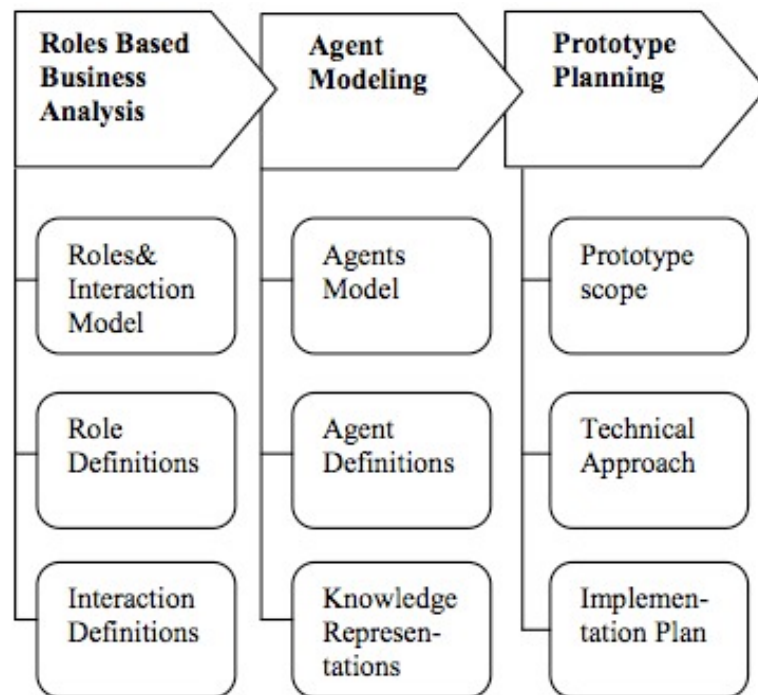 Roles Based
Business
Analysis
Agent
Modeling
Prototype
Planning
Roles&
Interaction
Model
Agents
Model
Prototype
scope
Role
Definitions
Agent
Definitions
Technical
Approach
Interaction
Definitions
Knowledge
Represen-
tations
Implemen-
tation Plan